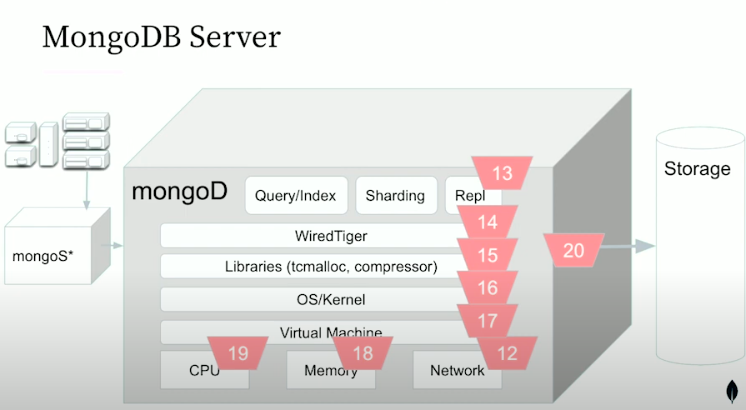 MongoDB Server
mongoD
Query/Index
Sharding
Repl
13
14
WiredTiger
15
Libraries (tcmalloc, compressor)
16
OS/Kernel
17
Virtual Machine
19
CPU
18
Memory
12
Network
20
mongoS*
Storage